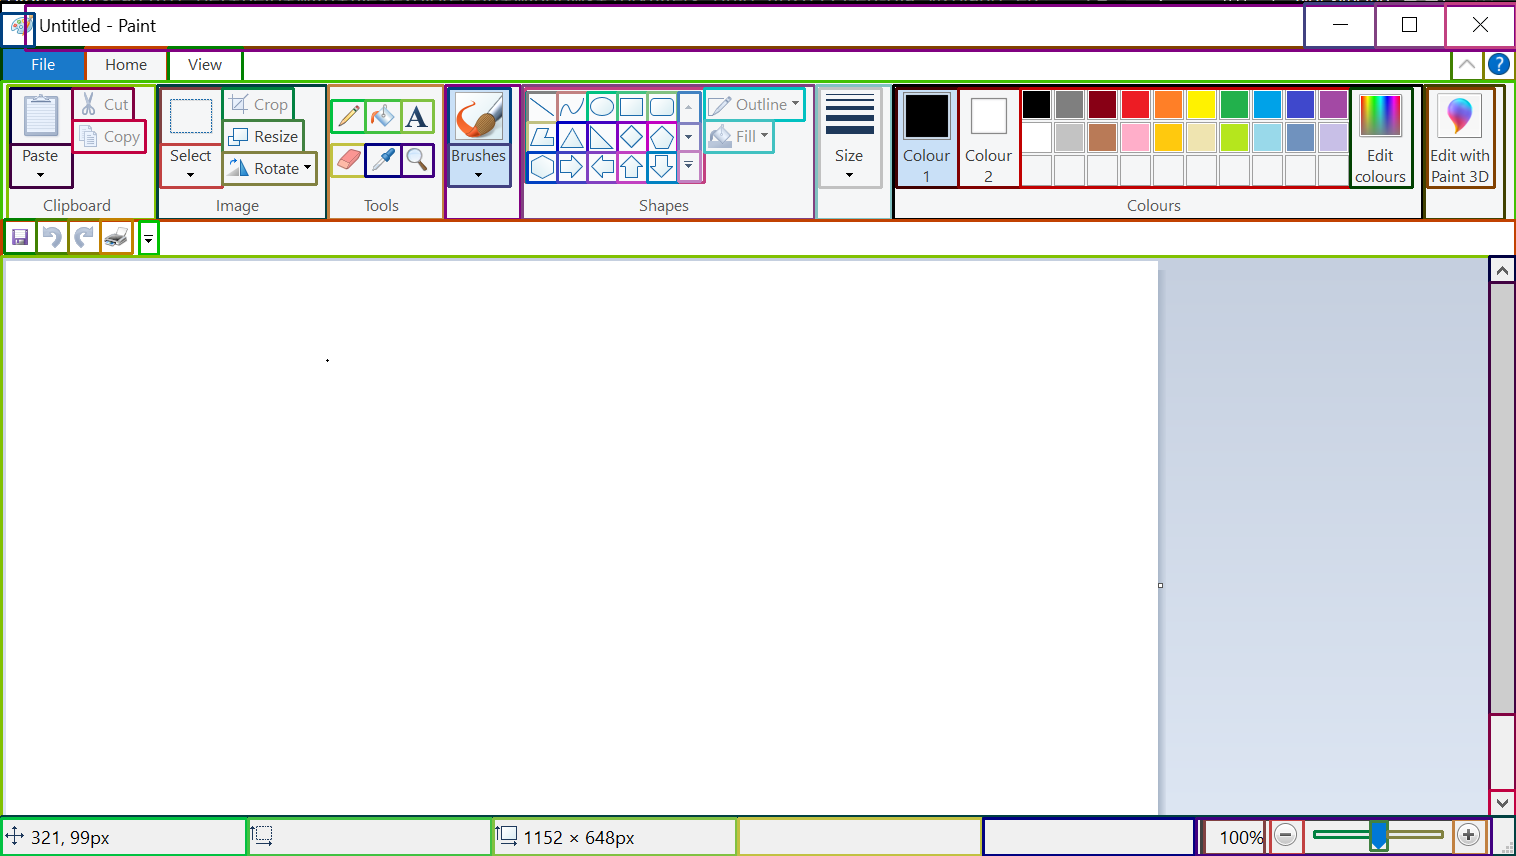 Untitled - Paint
File Home View
Cut Crop Outline
Copy Resize Fill
Paste Select Rotate Brushes Size Colour 1 Colour 2 Edit colours Edit with Paint 3D
Clipboard Image Tools Shapes Colours
321, 99px 1152 × 648px 100%